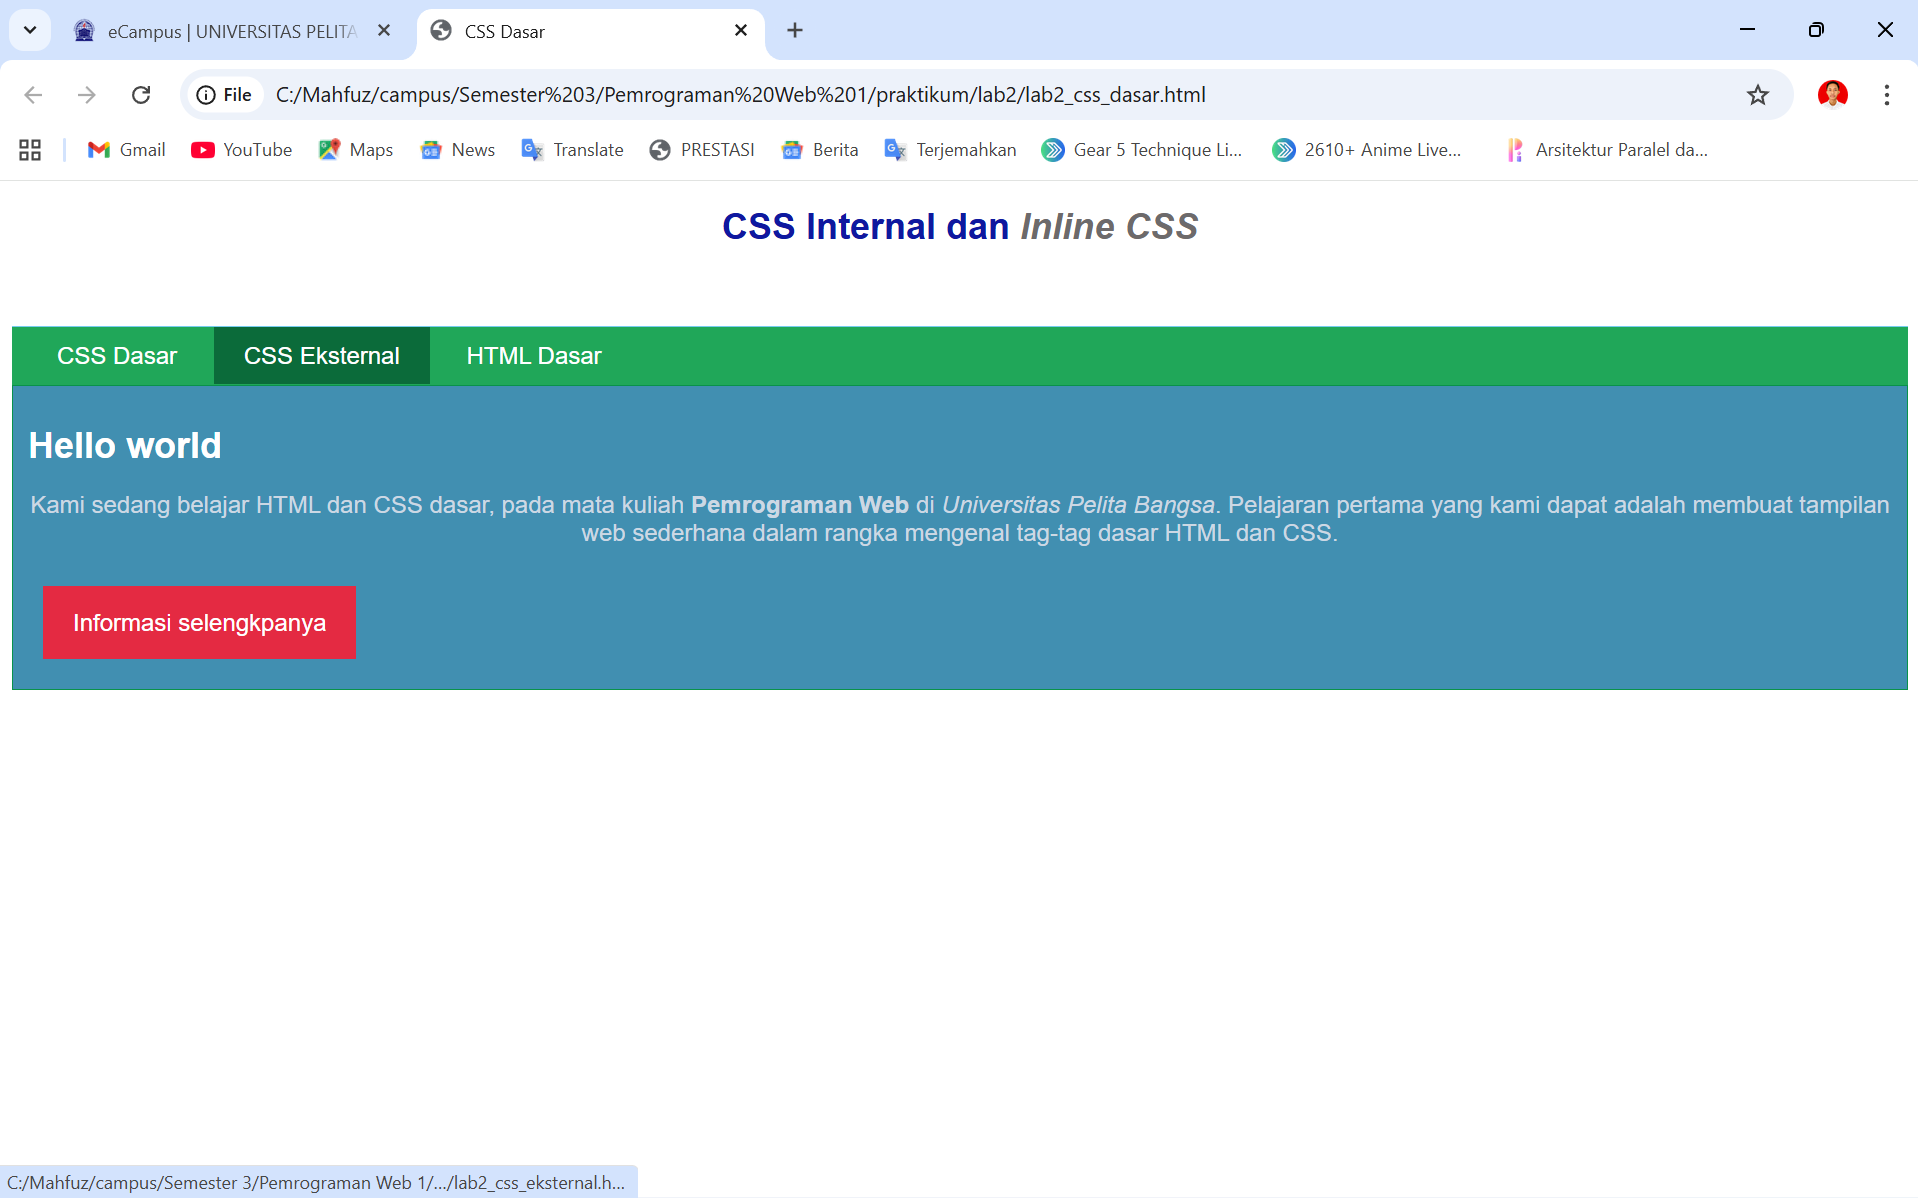 eCampus | UNIVERSITAS PELITA
CSS Dasar
File
C:/Mahfuz/campus/Semester%203/Pemrograman%20Web%201/praktikum/lab2/lab2_css_dasar.html
Gmail
YouTube
Maps
News
Translate
PRESTASI
Berita
Terjemahkan
Gear 5 Technique Li...
2610+ Anime Live...
Arsitektur Paralel da...
CSS Internal dan Inline CSS
CSS Dasar
CSS Eksternal
HTML Dasar
Hello world
Kami sedang belajar HTML dan CSS dasar, pada mata kuliah Pemrograman Web di Universitas Pelita Bangsa. Pelajaran pertama yang kami dapat adalah membuat tampilan
web sederhana dalam rangka mengenal tag-tag dasar HTML dan CSS.
Informasi selengkpanya
C:/Mahfuz/campus/Semester 3/Pemrograman Web 1/.../lab2_css_eksternal.h...